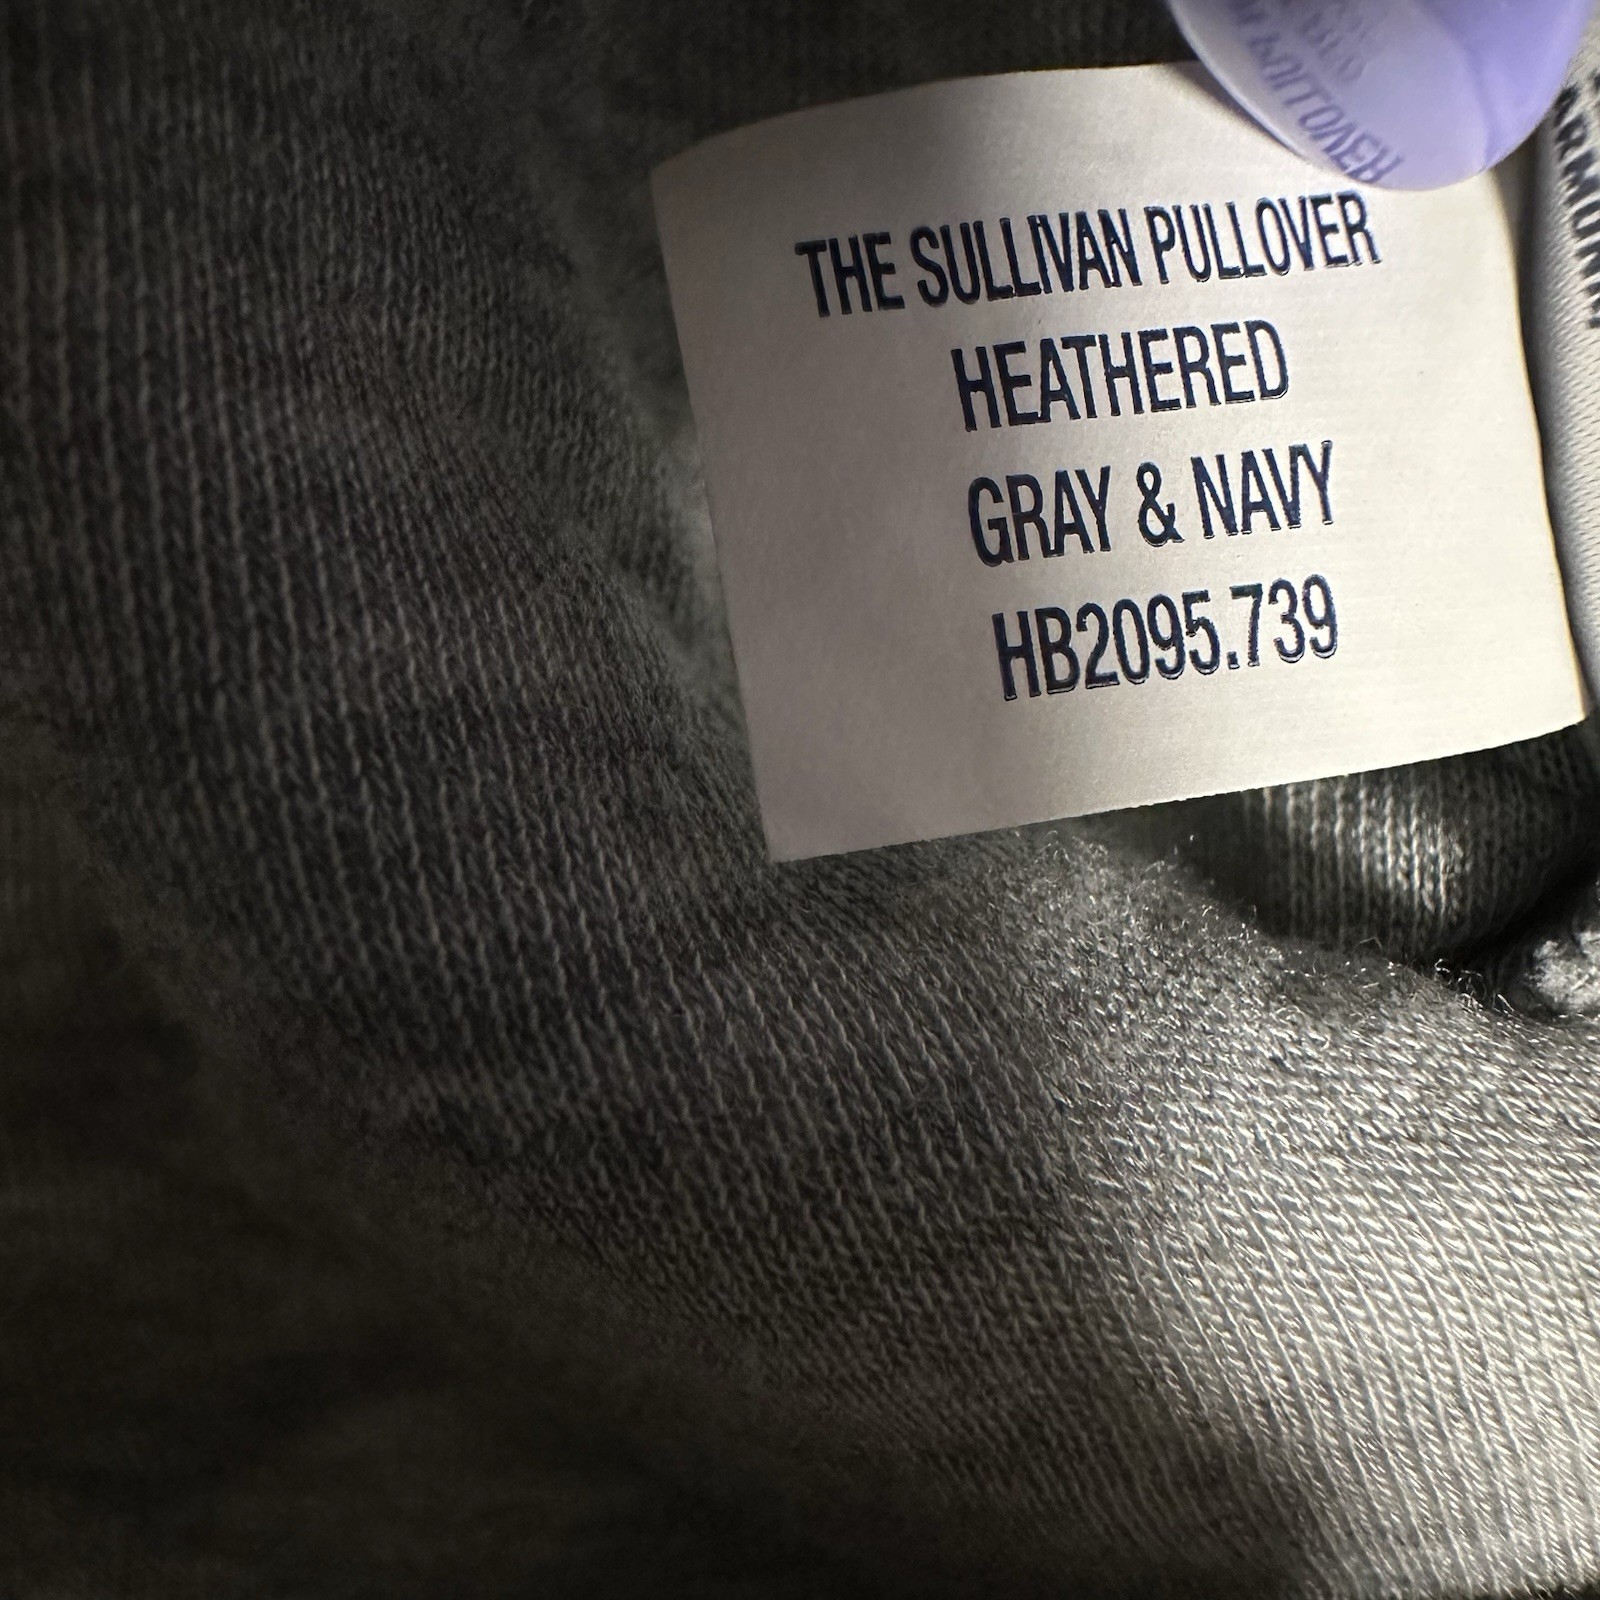 THE SULLIVAN PULLOVER
HEATHERED
GRAY & NAVY
HB2095.739